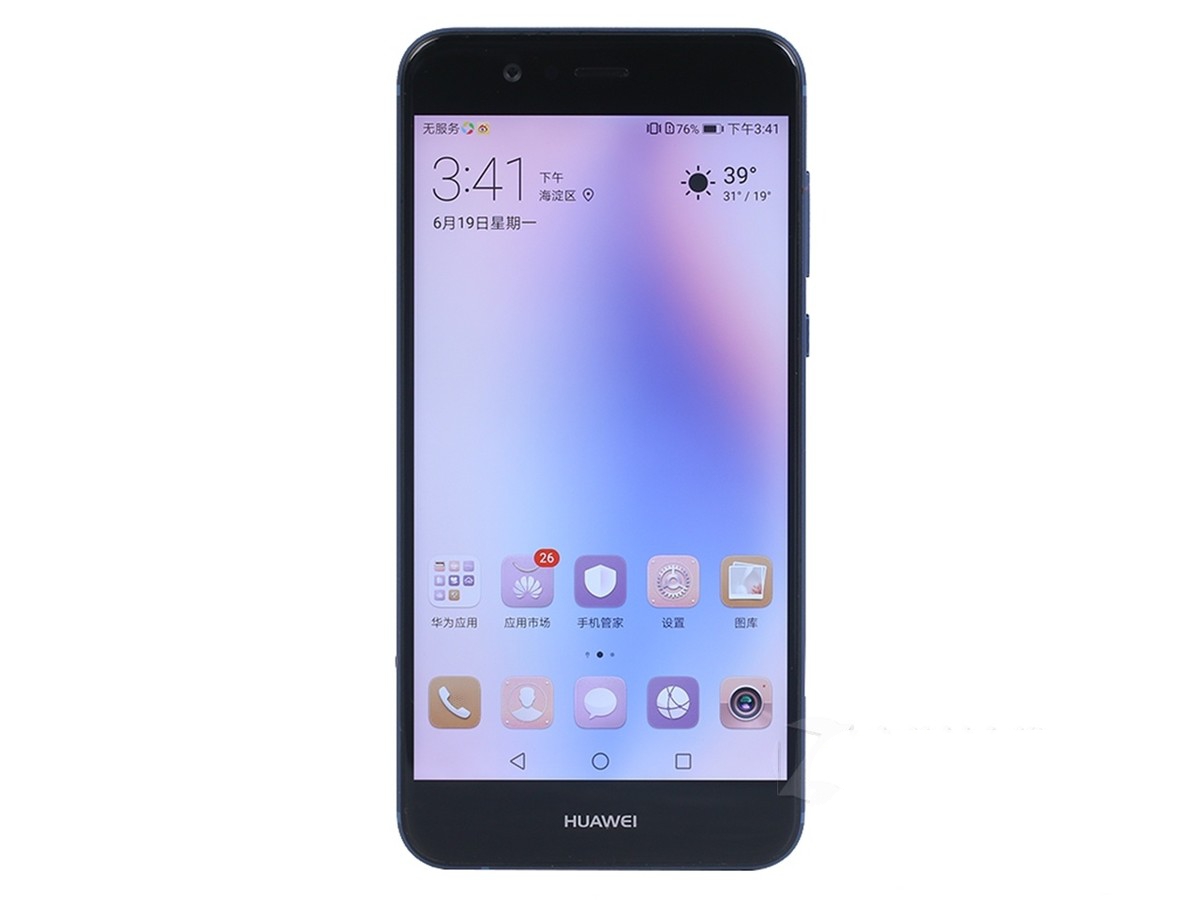 无服务 76% 下午3:41
3:41 下午
海淀区
6月19日星期一
39°
31° / 19°
26
华为应用 应用市场 手机管家 设置 图库
HUAWEI